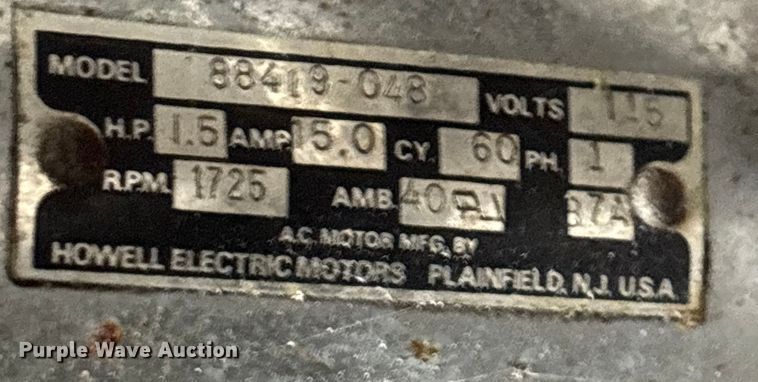 MODEL 88419-048 VOLTS 115
H.P. 1.5 AMP. 15.0 CY. 60 PH. 1
R.P.M. 1725 AMB. 40
A.C. MOTOR MFG. BY
HOWELL ELECTRIC MOTORS PLAINFIELD, N.J. U.S.A.
Purple Wave Auction